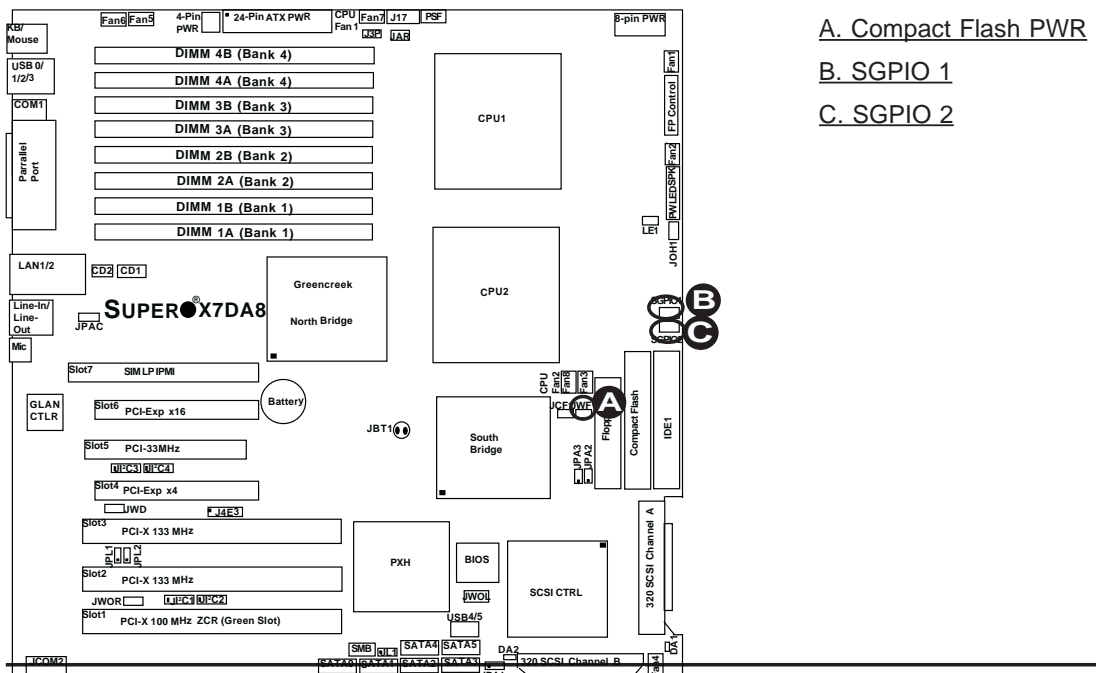 KB/
Mouse
Fan6 Fan5
4-Pin
PWR
24-Pin ATX PWR
CPU
Fan 1
Fan7 J17 PSF
J3P JAR
8-pin PWR
A. Compact Flash PWR
B. SGPIO 1
C. SGPIO 2
USB 0/
1/2/3
COM1
Parrallel
Port
DIMM 4B (Bank 4)
DIMM 4A (Bank 4)
DIMM 3B (Bank 3)
DIMM 3A (Bank 3)
DIMM 2B (Bank 2)
DIMM 2A (Bank 2)
DIMM 1B (Bank 1)
DIMM 1A (Bank 1)
CPU1
Fan1
FP Control
Fan2
PWLEDSPK
LE1
JOH1
LAN1/2
CD2 CD1
Greencreek
North Bridge
CPU2
SUPER®X7DA8
Line-In/
Line-
Out
JPAC
Mic
SGPIO1
B
C
SGPIO2
Slot7 SIMLP IPMI
GLAN
CTLR
Slot6
PCI-Exp x16
Battery
JBT1
CPU
Fan2
Fan8
Fan3
JCF
JWF
A
Compact Flash
IDE1
Slot5 PCI-33MHz
JI²C3 JI²C4
South
Bridge
JPA3
JPA2
Slot4
PCI-Exp x4
JWD
J4E3
Slot3
PCI-X 133 MHz
JPL1
JPL2
PXH
BIOS
SCSI CTRL
320 SCSI Channel A
Slot2
PCI-X 133 MHz
JWOR
JI²C1 JI²C2
JWOL
Slot1
PCI-X 100 MHz ZCR (Green Slot)
USB4/5
JCOM2
SMB
JL1
SATA4 SATA5
DA2
DA1
SATA0 SATA1 SATA2 SATA3
320 SCSI Channel B
Fan4